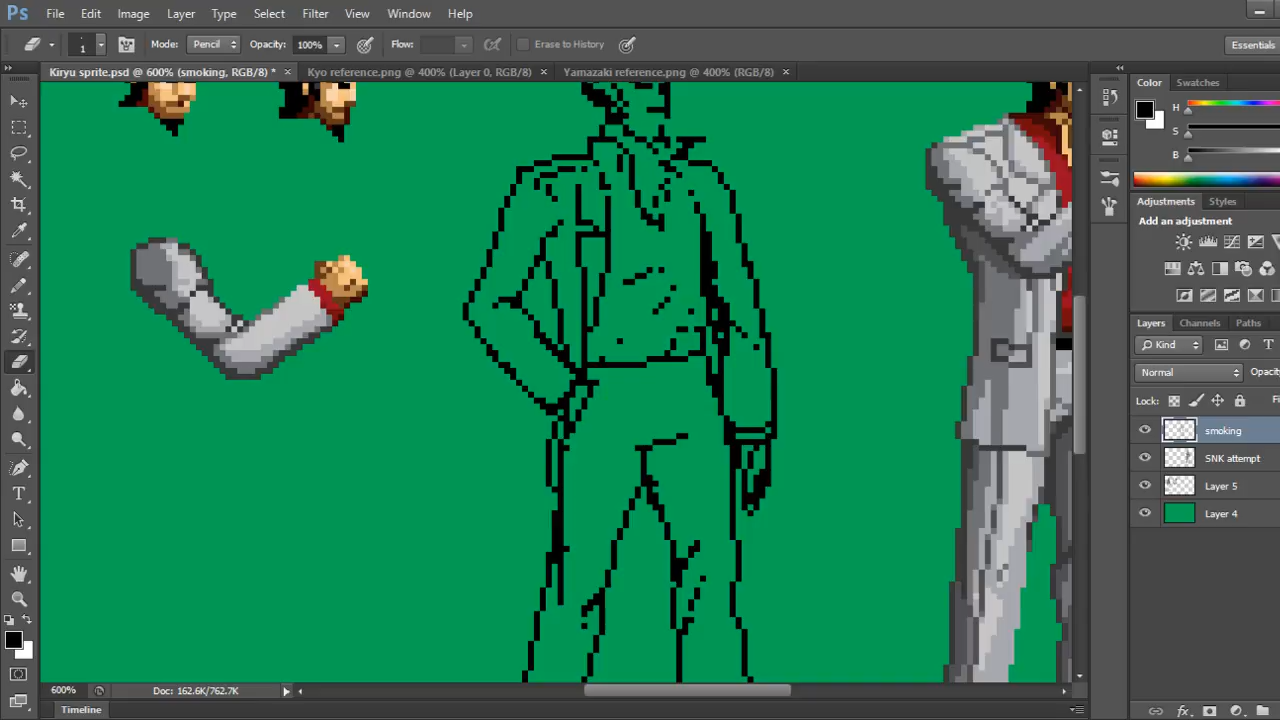 Ps File Edit Image Layer Type Select Filter View Window Help
1 Mode: Pencil Opacity: 100% Flow: Erase to History Essentials
Kiryu sprite.psd @ 600% (smoking, RGB/8) * × Kyo reference.png @ 400% (Layer 0, RGB/8) × Yamazaki reference.png @ 400% (RGB/8) ×
Color Swatches
H
S
B
Adjustments Styles
Add an adjustment
Layers Channels Paths
Kind
Normal Opacity
Lock:
smoking
SNK attempt
Layer 5
Layer 4
600% Doc: 162.6K/762.7K
Timeline